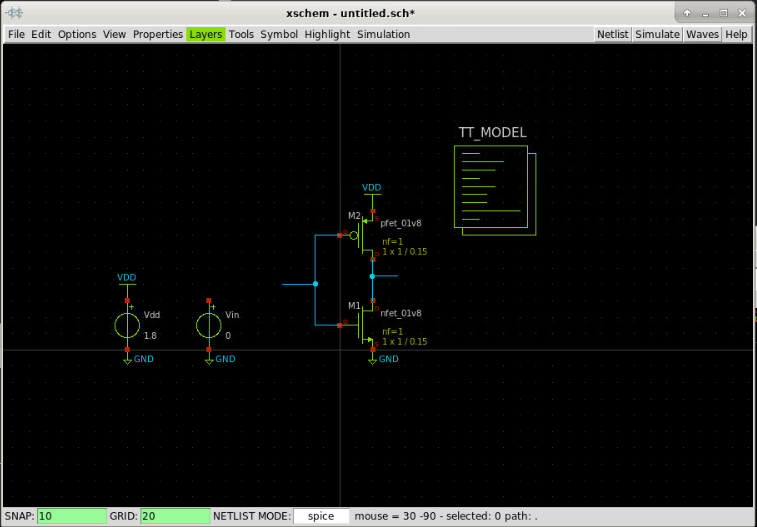 xschem - untitled.sch*
File Edit Options View Properties Layers Tools Symbol Highlight Simulation Netlist Simulate Waves Help
TT_MODEL
VDD
M2
pfet_01v8
nf=1
1 x 1 / 0.15
VDD
Vdd
1.8
GND
Vin
0
GND
M1
nfet_01v8
nf=1
1 x 1 / 0.15
GND
SNAP: 10 GRID: 20 NETLIST MODE: spice mouse = 30 -90 - selected: 0 path: .